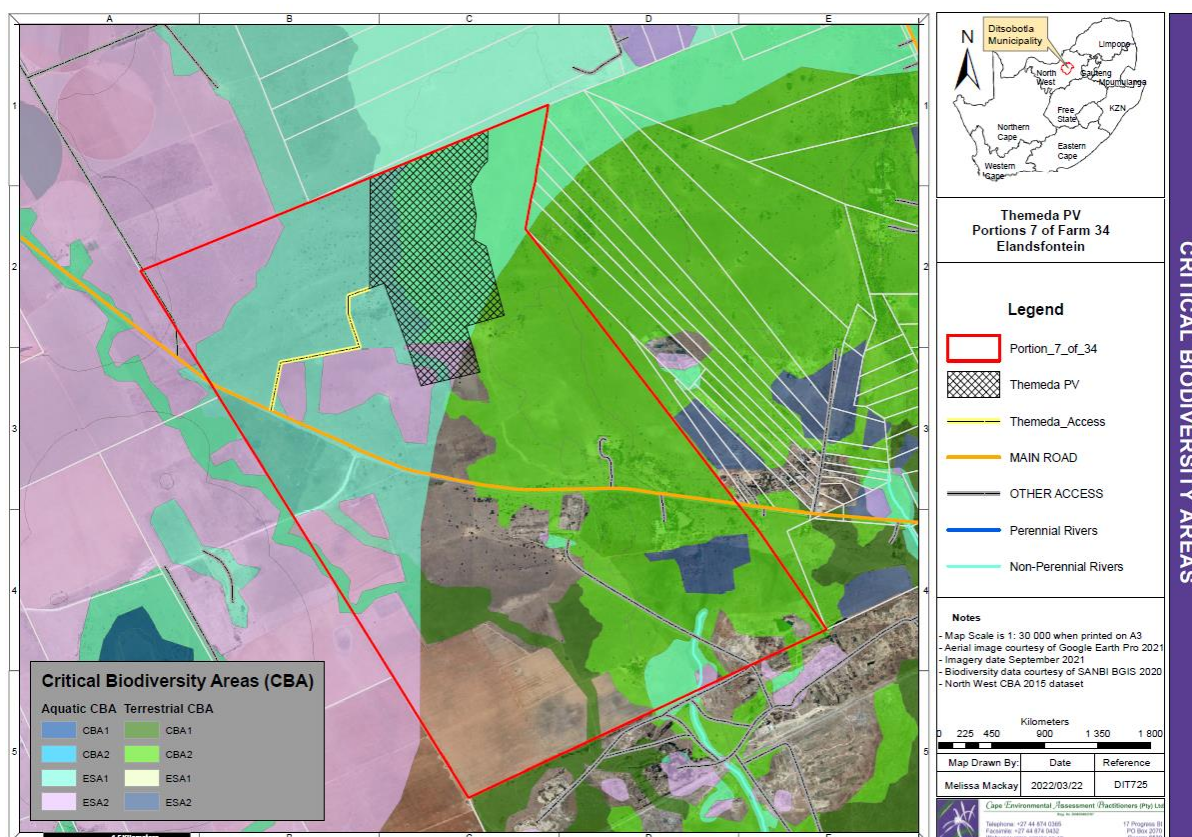 A B C D E
1 1
2 2
3 3
4 4
5 5
Critical Biodiversity Areas (CBA)
Aquatic CBA Terrestrial CBA
CBA1 CBA1
CBA2 CBA2
ESA1 ESA1
ESA2 ESA2
N
Ditsobotla
Municipality
Limpopo
North
West
Gauteng
Mpumulanga
Free
State
KZN
Northern
Cape
Eastern
Cape
Western
Cape
Themeda PV
Portions 7 of Farm 34
Elandsfontein
Legend
Portion_7_of_34
Themeda PV
Themeda_Access
MAIN ROAD
OTHER ACCESS
Perennial Rivers
Non-Perennial Rivers
Notes
- Map Scale is 1: 30 000 when printed on A3
- Aerial image courtesy of Google Earth Pro 2021
- Imagery date September 2021
- Biodiversity data courtesy of SANBI BGIS 2020
- North West CBA 2015 dataset
Kilometers
0 225 450 900 1 350 1 800
Map Drawn By: Date Reference
Melissa Mackay 2022/03/22 DIT725
Cape Environmental Assessment Practitioners (Pty) Ltd
Telephone: +27 44 874 0365
Facsimile: +27 44 874 0432
17 Progress
PO Box 2070
CRITICAL BIODIVERSITY AREAS